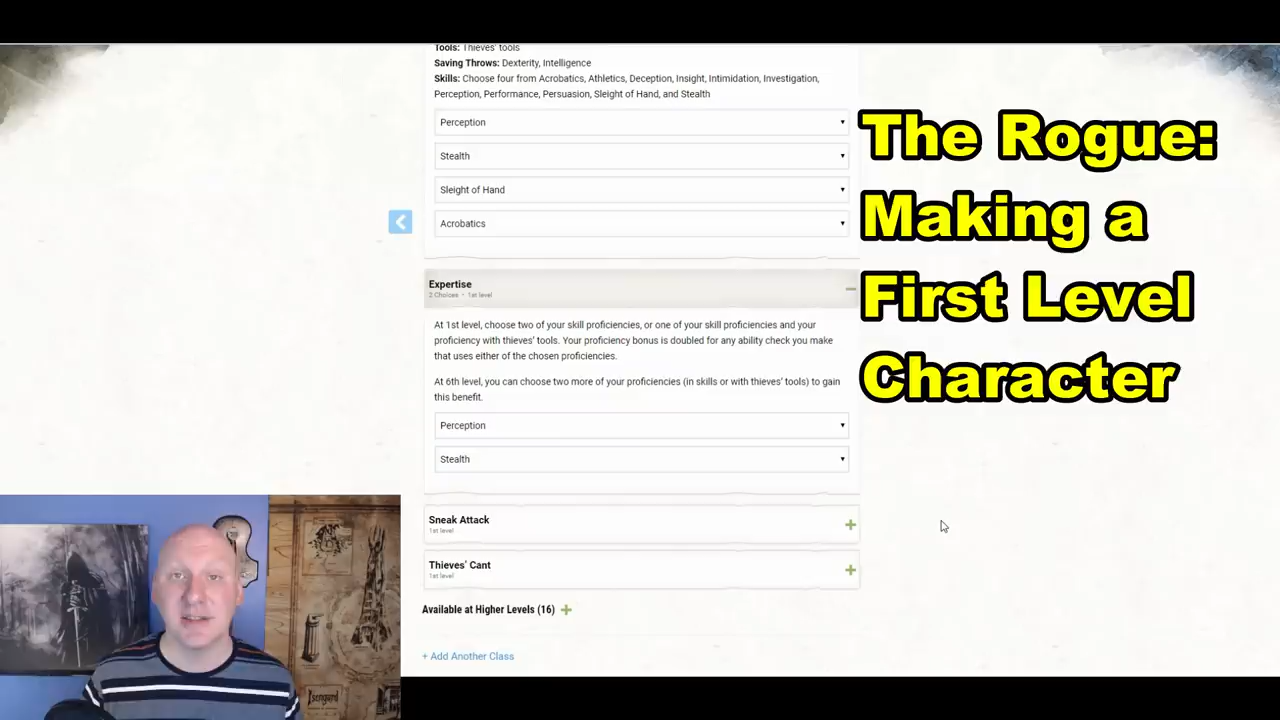 Tools: Thieves' tools
Saving Throws: Dexterity, Intelligence
Skills: Choose four from Acrobatics, Athletics, Deception, Insight, Intimidation, Investigation,
Perception, Performance, Persuasion, Sleight of Hand, and Stealth
Perception
Stealth
Sleight of Hand
Acrobatics
Expertise
2 Choices • 1st level
At 1st level, choose two of your skill proficiencies, or one of your skill proficiencies and your
proficiency with thieves' tools. Your proficiency bonus is doubled for any ability check you make
that uses either of the chosen proficiencies.
At 6th level, you can choose two more of your proficiencies (in skills or with thieves' tools) to gain
this benefit.
Perception
Stealth
Sneak Attack
1st level
Thieves' Cant
1st level
Available at Higher Levels (16)
+ Add Another Class
The Rogue:
Making a
First Level
Character
Isengard